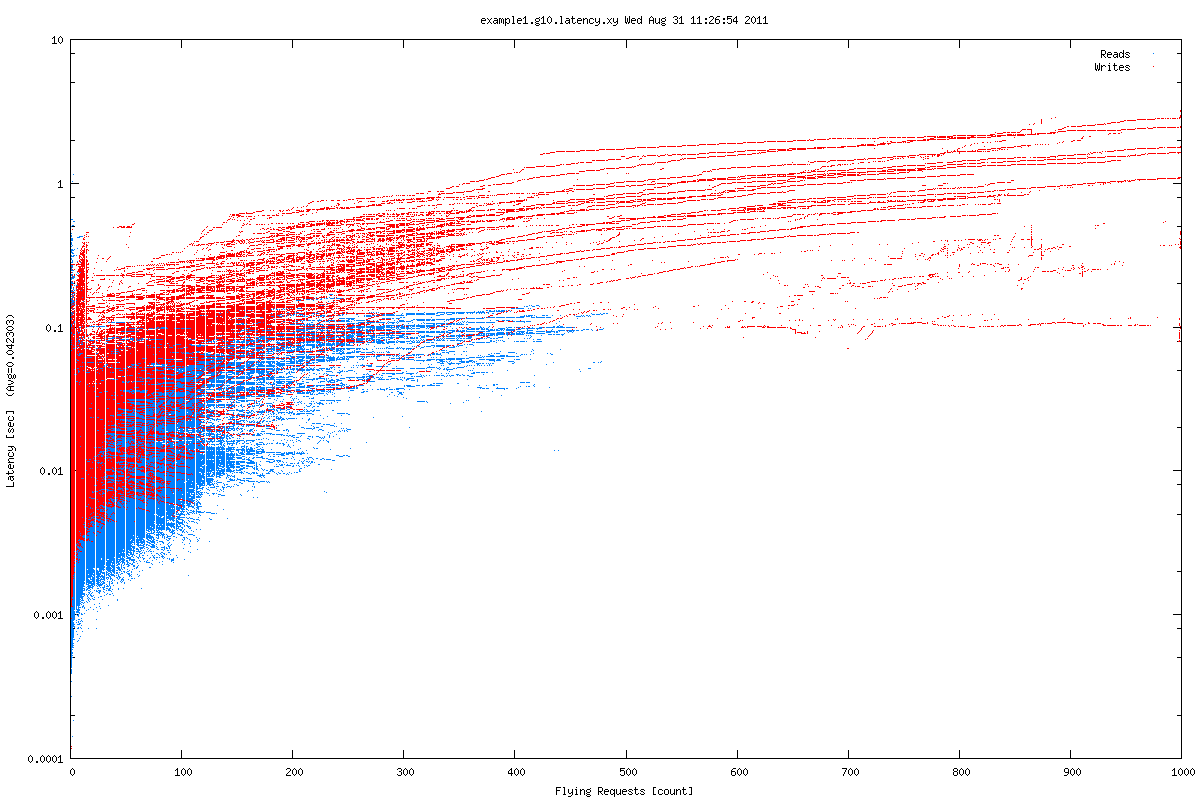 example1.g10.latency.xy Wed Aug 31 11:26:54 2011
10
Reads
Writes
1
0.1
Latency [sec] (Avg=0.042303)
0.01
0.001
0.0001
0 100 200 300 400 500 600 700 800 900 1000
Flying Requests [count]